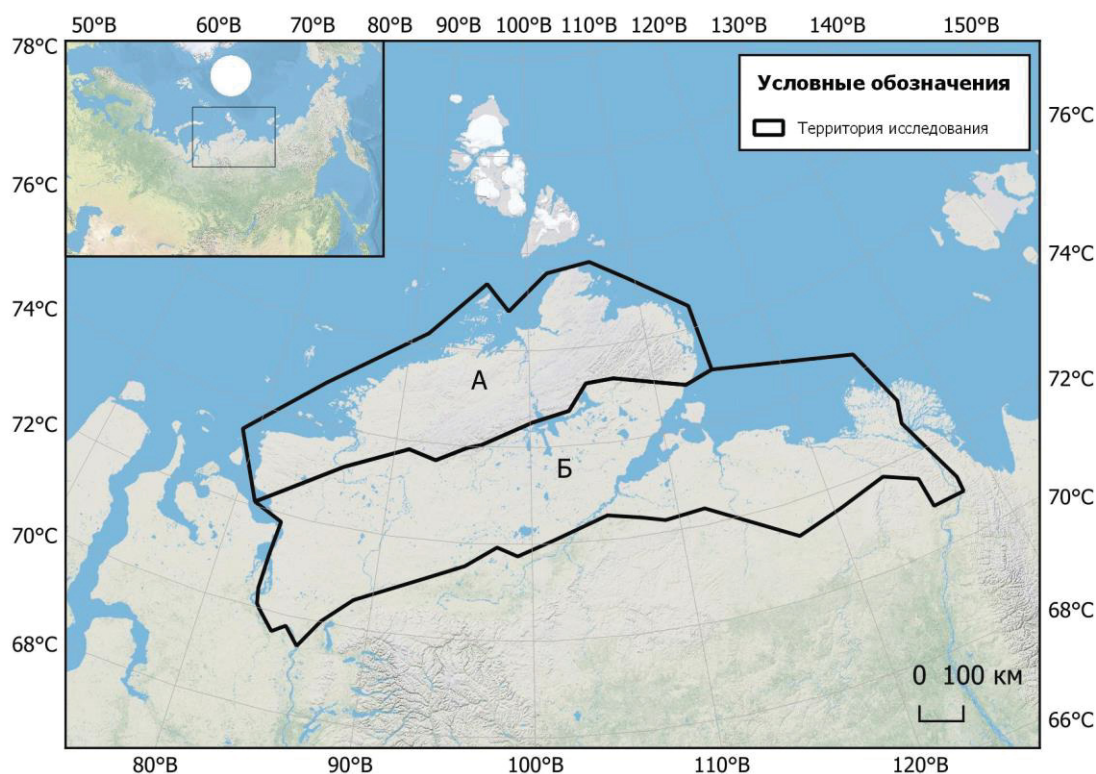 50°В 60°В 70°В 80°В 90°В 100°В 110°В 120°В 130°В 140°В 150°В
78°С
Условные обозначения
Территория исследования
76°С
76°С
74°С
74°С
72°С
72°С
70°С
70°С
68°С
68°С
66°С
А
Б
0 100 км
80°В 90°В 100°В 110°В 120°В